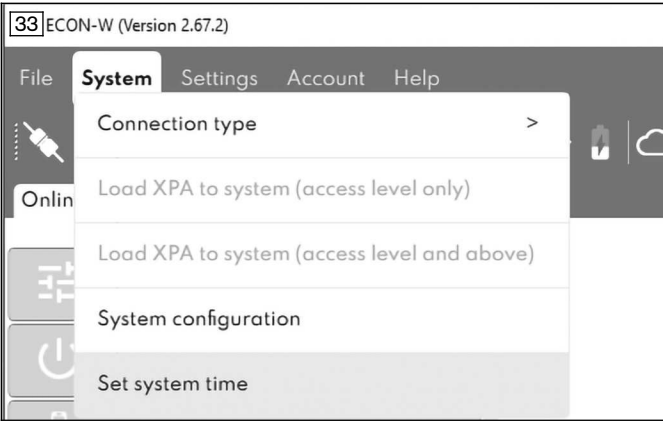 33 ECON-W (Version 2.67.2)
File System Settings Account Help
Connection type >
Onlin
Load XPA to system (access level only)
Load XPA to system (access level and above)
System configuration
Set system time